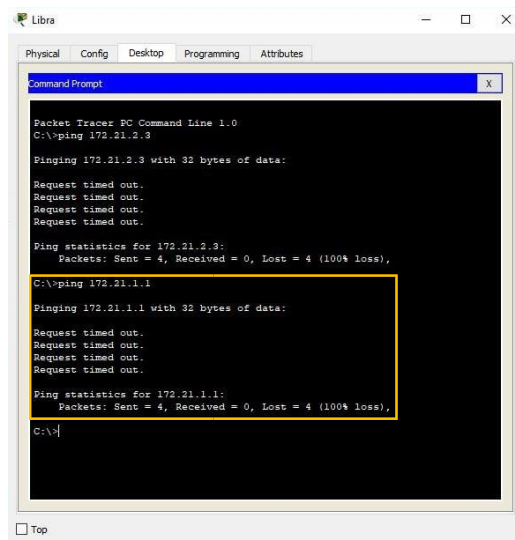 Libra
Physical Config Desktop Programming Attributes
Command Prompt
X
Packet Tracer PC Command Line 1.0
C:\>ping 172.21.2.3
Pinging 172.21.2.3 with 32 bytes of data:
Request timed out.
Request timed out.
Request timed out.
Request timed out.
Ping statistics for 172.21.2.3:
Packets: Sent = 4, Received = 0, Lost = 4 (100% loss),
C:\>ping 172.21.1.1
Pinging 172.21.1.1 with 32 bytes of data:
Request timed out.
Request timed out.
Request timed out.
Request timed out.
Ping statistics for 172.21.1.1:
Packets: Sent = 4, Received = 0, Lost = 4 (100% loss),
C:\>
Top